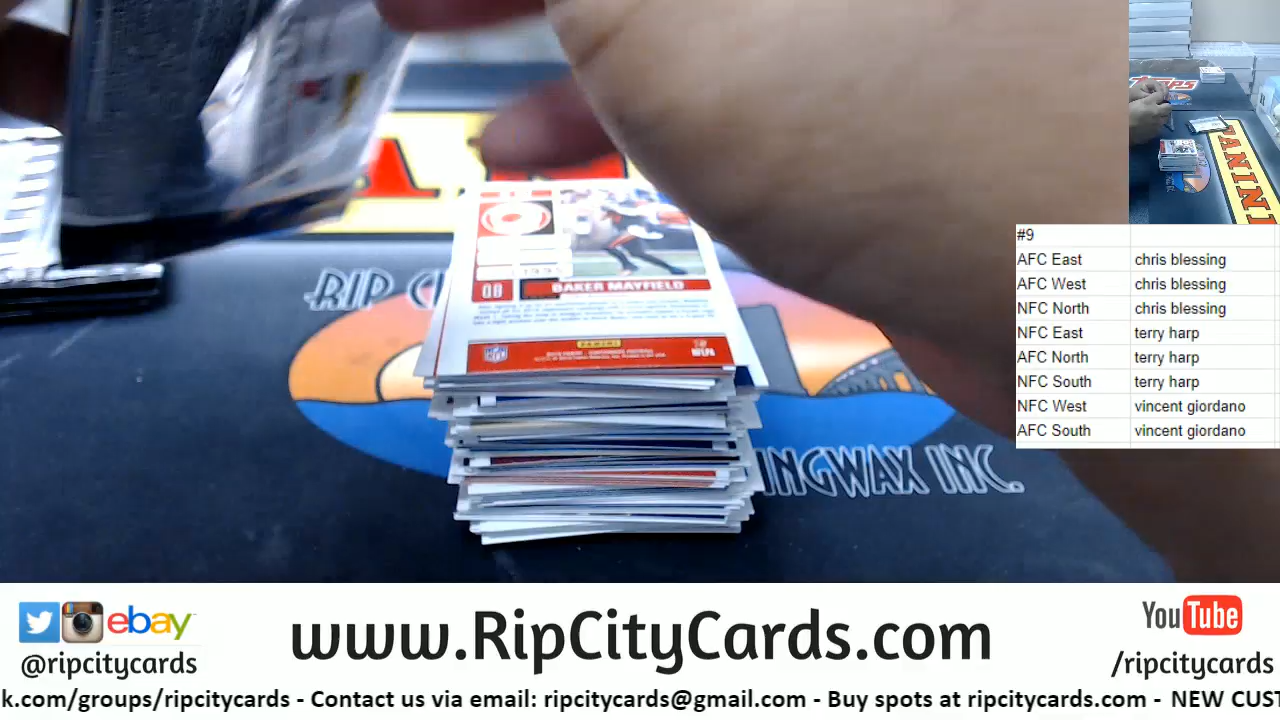 TOPPS
PANINI
RIP C
INGWAX INC.
08
BAKER MAYFIELD
PANINI
#9
AFC East chris blessing
AFC West chris blessing
NFC North chris blessing
NFC East terry harp
AFC North terry harp
NFC South terry harp
NFC West vincent giordano
AFC South vincent giordano
ebay
@ripcitycards
www.RipCityCards.com
YouTube
/ripcitycards
k.com/groups/ripcitycards - Contact us via email: ripcitycards@gmail.com - Buy spots at ripcitycards.com - NEW CUST